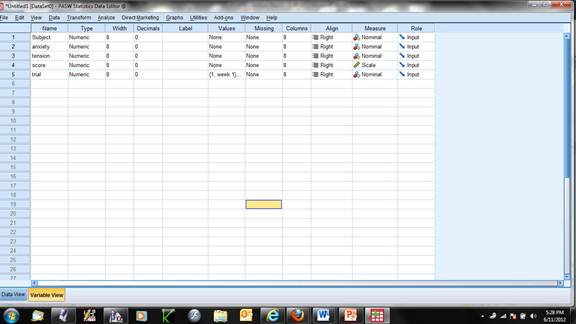 *Untitled1 [DataSet0] - PASW Statistics Data Editor @
File Edit View Data Transform Analyze Direct Marketing Graphs Utilities Add-ons Window Help
Name Type Width Decimals Label Values Missing Columns Align Measure Role
1 Subject Numeric 8 0 None None 8 Right Nominal Input
2 anxiety Numeric 8 0 None None 8 Right Nominal Input
3 tension Numeric 8 0 None None 8 Right Nominal Input
4 score Numeric 8 0 None None 8 Right Scale Input
5 trial Numeric 8 0 {1, week 1}... None 8 Right Nominal Input
6
7
8
9
10
11
12
13
14
15
16
17
18
19
20
21
22
23
24
25
26
27
Data View Variable View
5:28 PM
6/11/2012